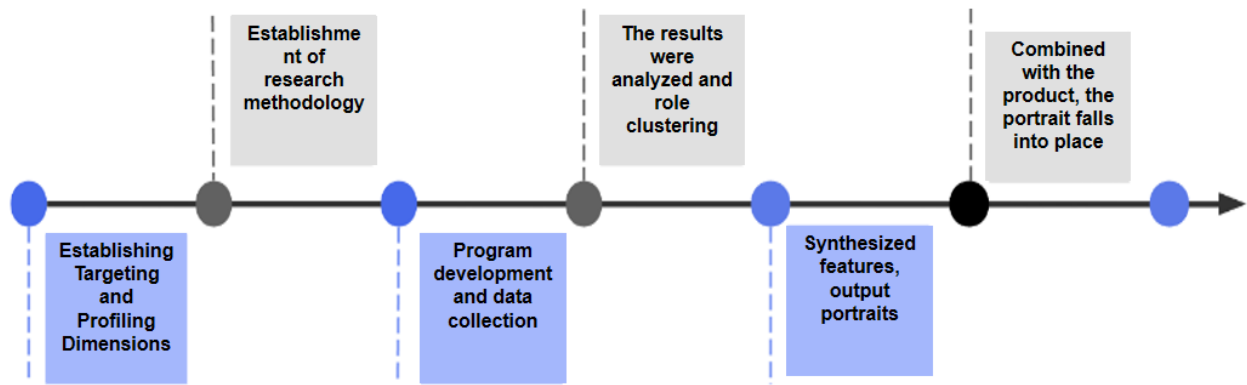 Establishme
nt of
research
methodology
The results
were
analyzed and
role
clustering
Combined
with the
product, the
portrait falls
into place
Establishing
Targeting
and
Profiling
Dimensions
Program
development
and data
collection
Synthesized
features,
output
portraits